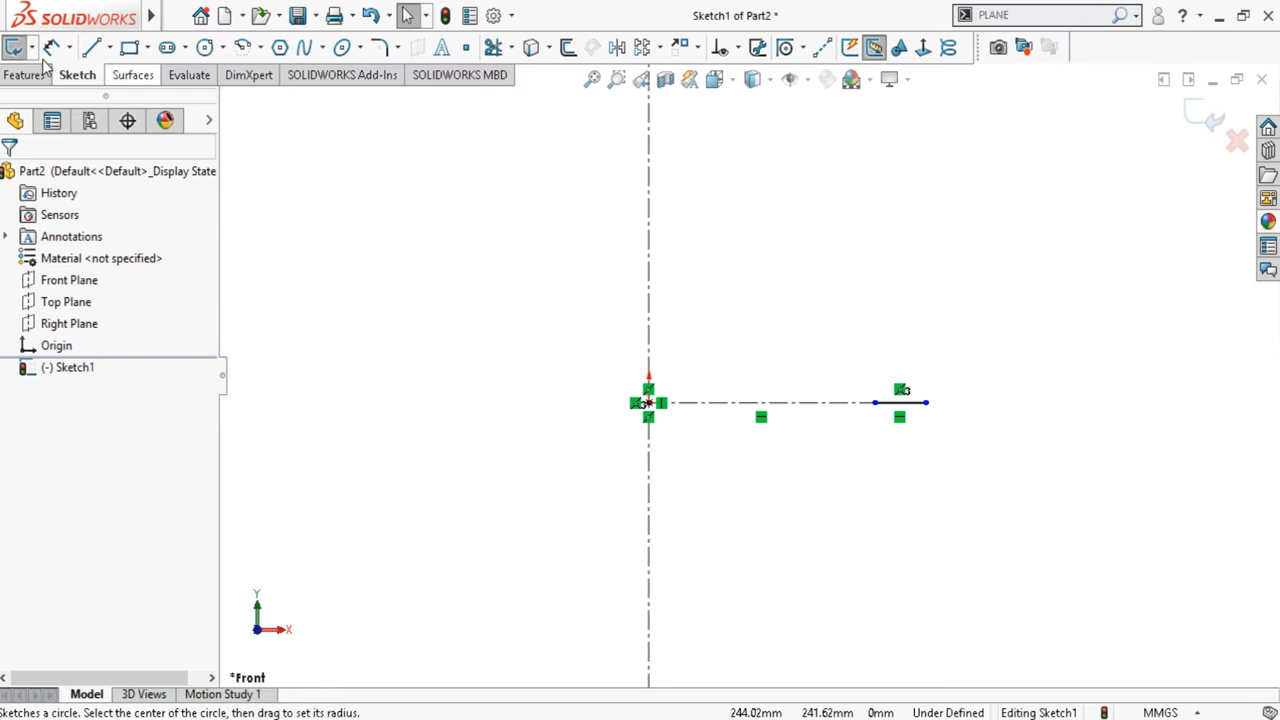 SOLIDWORKS
Sketch1 of Part2 *
PLANE
?
Features
Sketch
Surfaces
Evaluate
DimXpert
SOLIDWORKS Add-Ins
SOLIDWORKS MBD
Part2 (Default<<Default>_Display State
History
Sensors
Annotations
Material <not specified>
Front Plane
Top Plane
Right Plane
Origin
(-) Sketch1
3
3
Y
X
*Front
Model
3D Views
Motion Study 1
Sketches a circle. Select the center of the circle, then drag to set its radius.
244.02mm
241.62mm
0mm
Under Defined
Editing Sketch1
MMGS